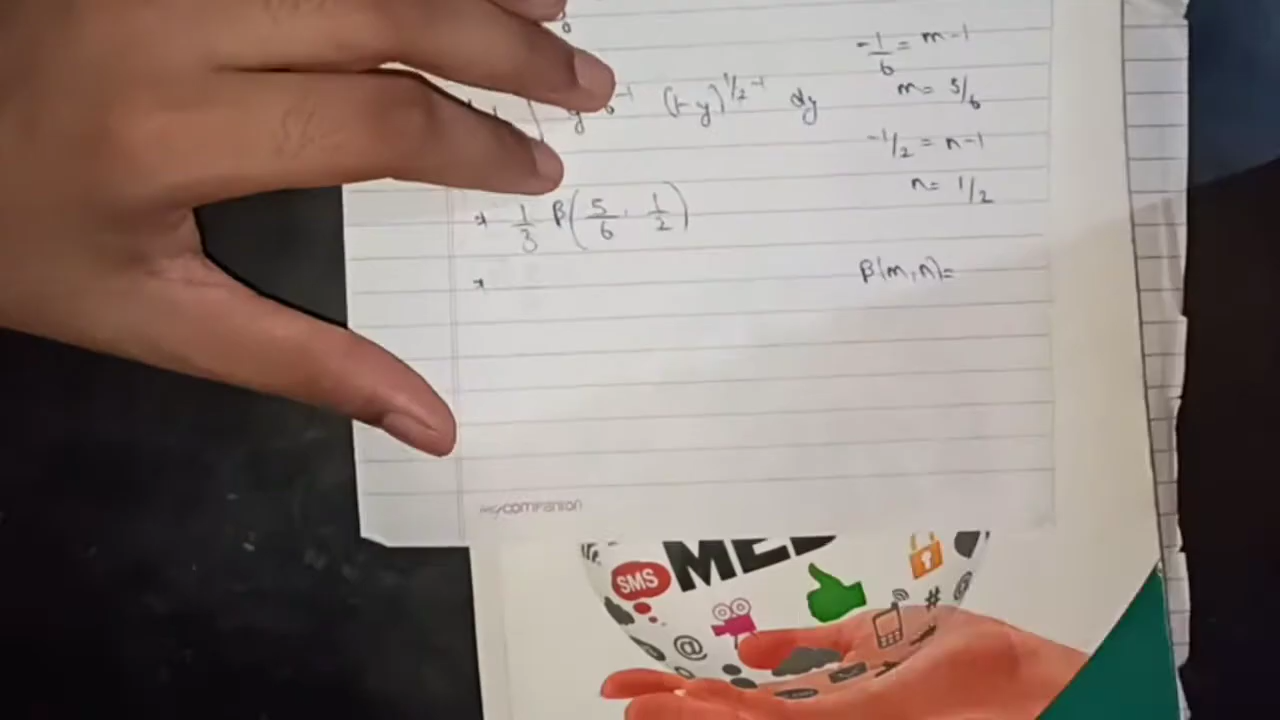 -1/6 = m-1
(1-y)^{1/2 -1} dy
m = 5/6
-1/2 = n-1
n = 1/2
* 1/3 β(5/6, 1/2)
*
β(m,n)=
mycompanion
SMS
@
#
@